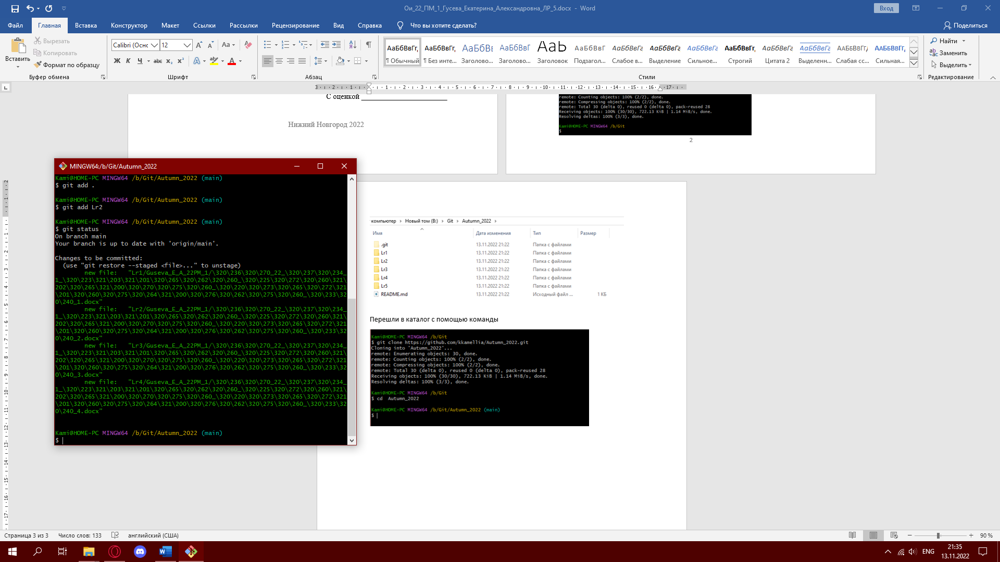 Ои_22_ПМ_1_Гусева_Екатерина_Александровна_ЛР_5.docx - Word
Вход
Файл
Главная
Вставка
Конструктор
Макет
Ссылки
Рассылки
Рецензирование
Вид
Справка
Что вы хотите сделать?
Поделиться
Вставить
Вырезать
Копировать
Формат по образцу
Буфер обмена
Calibri (Оснс
12
Шрифт
Абзац
АаБбВвГг,
¶ Обычный
АаБбВвГг,
¶ Без инте...
АаБбВв
Заголово...
АаБбВвГ
Заголово...
Ааb
Заголовок
АаБбВвГ
Подзагол...
АаБбВвГг
Слабое в...
АаБбВвГг
Выделение
АаБбВвГг
Сильное...
АаБбВвГг,
Строгий
АаБбВвГг
Цитата 2
АаБбВвГг
Выделенн...
АаБбВвГг
Слабая сс...
АаБбВвГг,
Сильная...
Стили
Найти
Заменить
Выделить
Редактирование
С оценкой ________________________
Нижний Новгород 2022
remote: Counting objects: 100% (2/2), done.
remote: Compressing objects: 100% (2/2), done.
remote: Total 30 (delta 0), reused 0 (delta 0), pack-reused 28
Receiving objects: 100% (30/30), 722.13 KiB | 1.14 MiB/s, done.
Resolving deltas: 100% (3/3), done.
Kami@HOME-PC MINGW64 /b/Git
$
2
MINGW64:/b/Git/Autumn_2022
Kami@HOME-PC MINGW64 /b/Git/Autumn_2022 (main)
$ git add .
Kami@HOME-PC MINGW64 /b/Git/Autumn_2022 (main)
$ git add Lr2
Kami@HOME-PC MINGW64 /b/Git/Autumn_2022 (main)
$ git status
On branch main
Your branch is up to date with 'origin/main'.
Changes to be committed:
(use "git restore --staged <file>..." to unstage)
new file: "Lr1/Guseva_E_A_22PM_1/\320\236\320\270_22_\320\237\320\234_
1_\320\223\321\203\321\201\320\265\320\262\320\260_\320\225\320\272\320\260\321\
202\320\265\321\200\320\270\320\275\320\260_\320\220\320\273\320\265\320\272\321
\201\320\260\320\275\320\264\321\200\320\276\320\262\320\275\320\260_\320\233\32
0\240_1.docx"
new file: "Lr2/Guseva_E_A_22PM_1/\320\236\320\270_22_\320\237\320\234_
1_\320\223\321\203\321\201\320\265\320\262\320\260_\320\225\320\272\320\260\321\
202\320\265\321\200\320\270\320\275\320\260_\320\220\320\273\320\265\320\272\321
\201\320\260\320\275\320\264\321\200\320\276\320\262\320\275\320\260_\320\233\32
0\240_2.docx"
new file: "Lr3/Guseva_E_A_22PM_1/\320\236\320\270_22_\320\237\320\234_
1_\320\223\321\203\321\201\320\265\320\262\320\260_\320\225\320\272\320\260\321\
202\320\265\321\200\320\270\320\275\320\260_\320\220\320\273\320\265\320\272\321
\201\320\260\320\275\320\264\321\200\320\276\320\262\320\275\320\260_\320\233\32
0\240_3.docx"
new file: "Lr4/Guseva_E_A_22PM_1/\320\236\320\270_22_\320\237\320\234_
1_\320\223\321\203\321\201\320\265\320\262\320\260_\320\225\320\272\320\260\321\
202\320\265\321\200\320\270\320\275\320\260_\320\220\320\273\320\265\320\272\321
\201\320\260\320\275\320\264\321\200\320\276\320\262\320\275\320\260_\320\233\32
0\240_4.docx"
Kami@HOME-PC MINGW64 /b/Git/Autumn_2022 (main)
$
компьютер > Новый том (B:) > Git > Autumn_2022 >
Имя Дата изменения Тип Размер
.git 13.11.2022 21:22 Папка с файлами
Lr1 13.11.2022 21:22 Папка с файлами
Lr2 13.11.2022 21:22 Папка с файлами
Lr3 13.11.2022 21:22 Папка с файлами
Lr4 13.11.2022 21:22 Папка с файлами
Lr5 13.11.2022 21:22 Папка с файлами
README.md 13.11.2022 21:22 Исходный файл ... 1 КБ
Перешли в каталог с помощью команды
Kami@HOME-PC MINGW64 /b/Git
$ git clone https://github.com/kkamellia/Autumn_2022.git
Cloning into 'Autumn_2022'...
remote: Enumerating objects: 30, done.
remote: Counting objects: 100% (2/2), done.
remote: Compressing objects: 100% (2/2), done.
remote: Total 30 (delta 0), reused 0 (delta 0), pack-reused 28
Receiving objects: 100% (30/30), 722.13 KiB | 1.14 MiB/s, done.
Resolving deltas: 100% (3/3), done.
Kami@HOME-PC MINGW64 /b/Git
$ cd Autumn_2022
Kami@HOME-PC MINGW64 /b/Git/Autumn_2022 (main)
$
Страница 3 из 3
Число слов: 133
английский (США)
90 %
ENG
21:35
13.11.2022